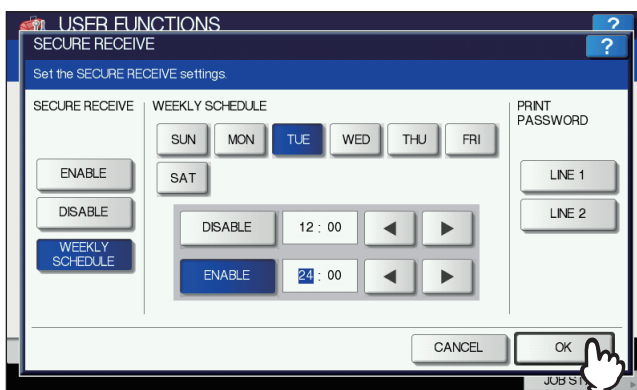 USER FUNCTIONS
?
SECURE RECEIVE
?
Set the SECURE RECEIVE settings.
SECURE RECEIVE
WEEKLY SCHEDULE
PRINT
PASSWORD
SUN MON TUE WED THU FRI
SAT
ENABLE
DISABLE
WEEKLY
SCHEDULE
DISABLE 12 : 00
ENABLE 24 : 00
LINE 1
LINE 2
CANCEL OK
JOB